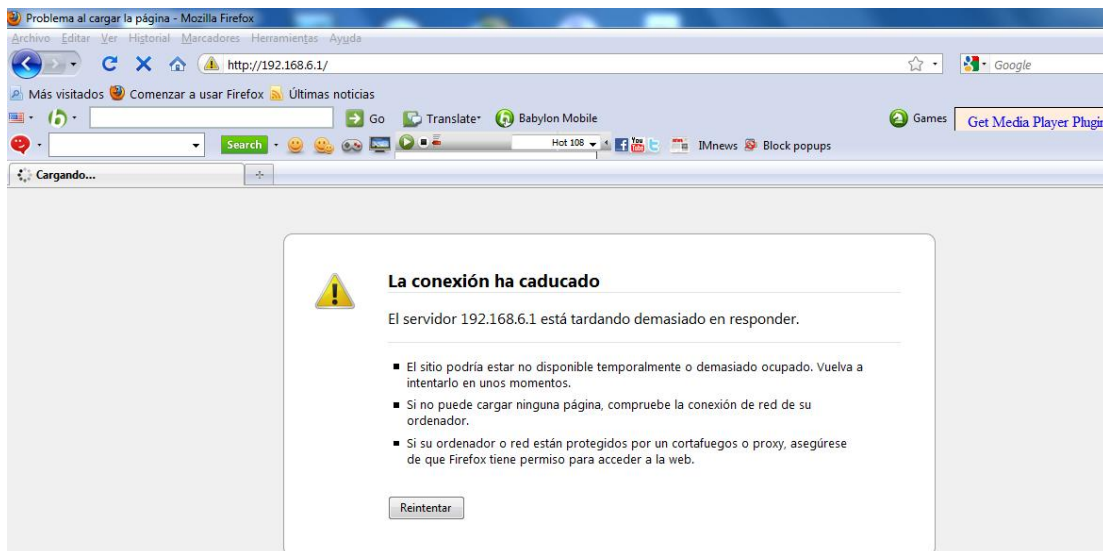 Problema al cargar la página - Mozilla Firefox
Archivo Editar Ver Historial Marcadores Herramientas Ayuda
http://192.168.6.1/ Google
Más visitados Comenzar a usar Firefox Últimas noticias
Go Translate Babylon Mobile Games Get Media Player Plugin
Search Hot 108 You Tube IMnews Block popups
Cargando...
La conexión ha caducado
El servidor 192.168.6.1 está tardando demasiado en responder.
El sitio podría estar no disponible temporalmente o demasiado ocupado. Vuelva a
intentarlo en unos momentos.
Si no puede cargar ninguna página, compruebe la conexión de red de su
ordenador.
Si su ordenador o red están protegidos por un cortafuegos o proxy, asegúrese
de que Firefox tiene permiso para acceder a la web.
Reintentar